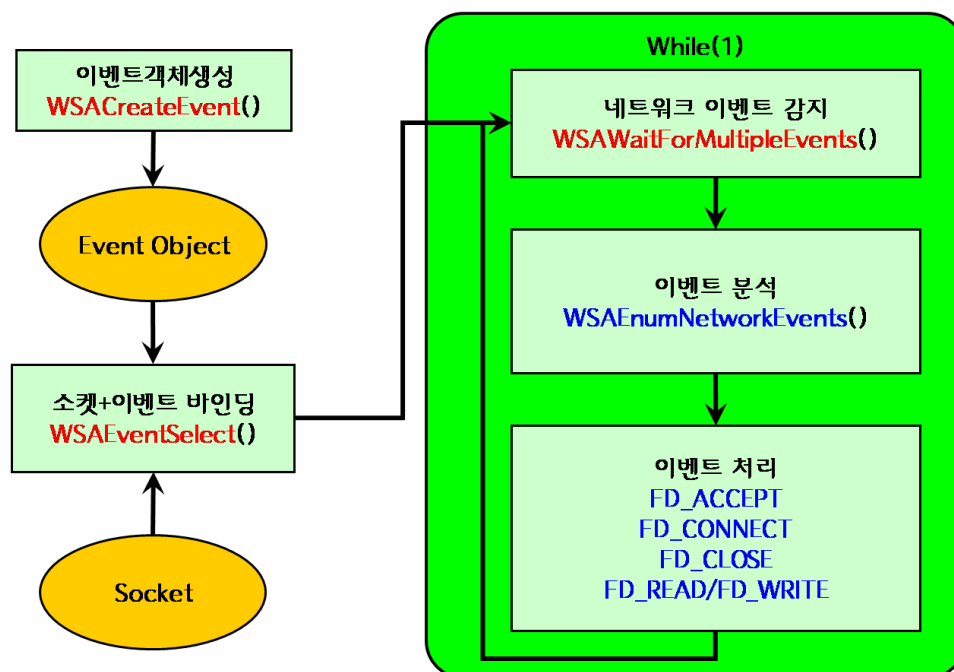 이벤트객체생성
WSACreateEvent()
Event Object
소켓+이벤트 바인딩
WSAEventSelect()
Socket
While(1)
네트워크 이벤트 감지
WSAWaitForMultipleEvents()
이벤트 분석
WSAEnumNetworkEvents()
이벤트 처리
FD_ACCEPT
FD_CONNECT
FD_CLOSE
FD_READ/FD_WRITE